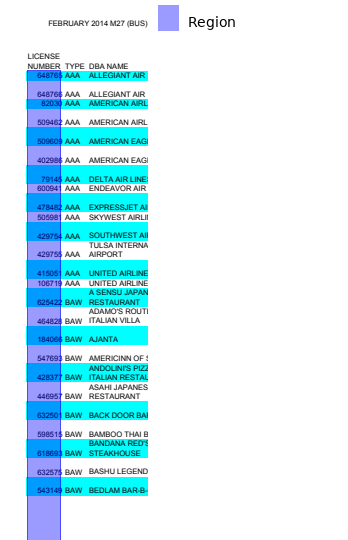 FEBRUARY 2014 M27 (BUS)
Region
LICENSE
NUMBER TYPE DBA NAME
648765 AAA ALLEGIANT AIR
648766 AAA ALLEGIANT AIR
82030 AAA AMERICAN AIRL
509462 AAA AMERICAN AIRL
509609 AAA AMERICAN EAG
402986 AAA AMERICAN EAG
79145 AAA DELTA AIR LINE
600941 AAA ENDEAVOR AIR
478482 AAA EXPRESSJET AI
505981 AAA SKYWEST AIRLI
429754 AAA SOUTHWEST AI
TULSA INTERNA
429755 AAA AIRPORT
415051 AAA UNITED AIRLINE
106719 AAA UNITED AIRLINE
A SENSU JAPAN
625422 BAW RESTAURANT
ADAMO'S ROUT
464828 BAW ITALIAN VILLA
184066 BAW AJANTA
547693 BAW AMERICINN OF S
ANDOLINI'S PIZZ
428377 BAW ITALIAN RESTAU
ASAHI JAPANES
446957 BAW RESTAURANT
632501 BAW BACK DOOR BA
598515 BAW BAMBOO THAI B
BANDANA RED'S
618693 BAW STEAKHOUSE
632575 BAW BASHU LEGEND
543149 BAW BEDLAM BAR-B-